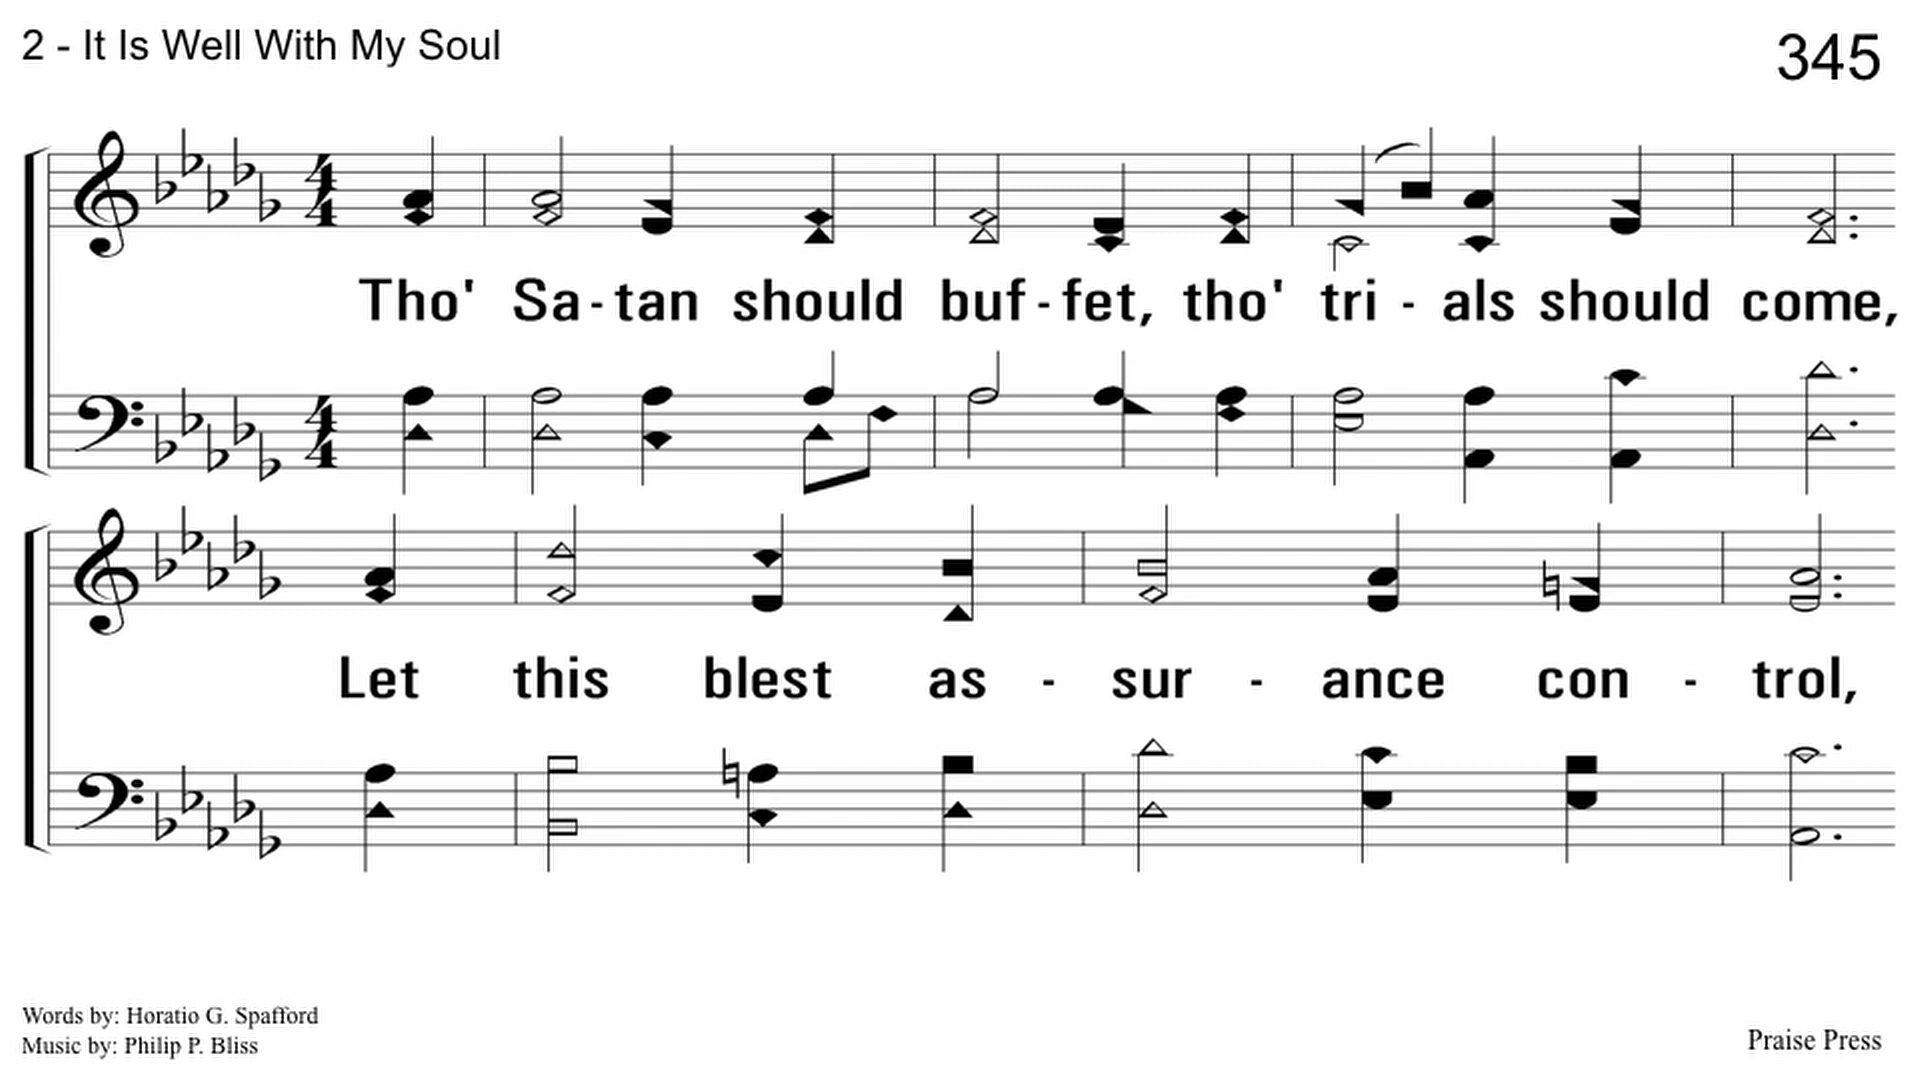 2 - It Is Well With My Soul
345
Tho' Sa - tan should buf - fet, tho' tri - als should come,
Let this blest as - sur - ance con - trol,
Words by: Horatio G. Spafford
Music by: Philip P. Bliss
Praise Press